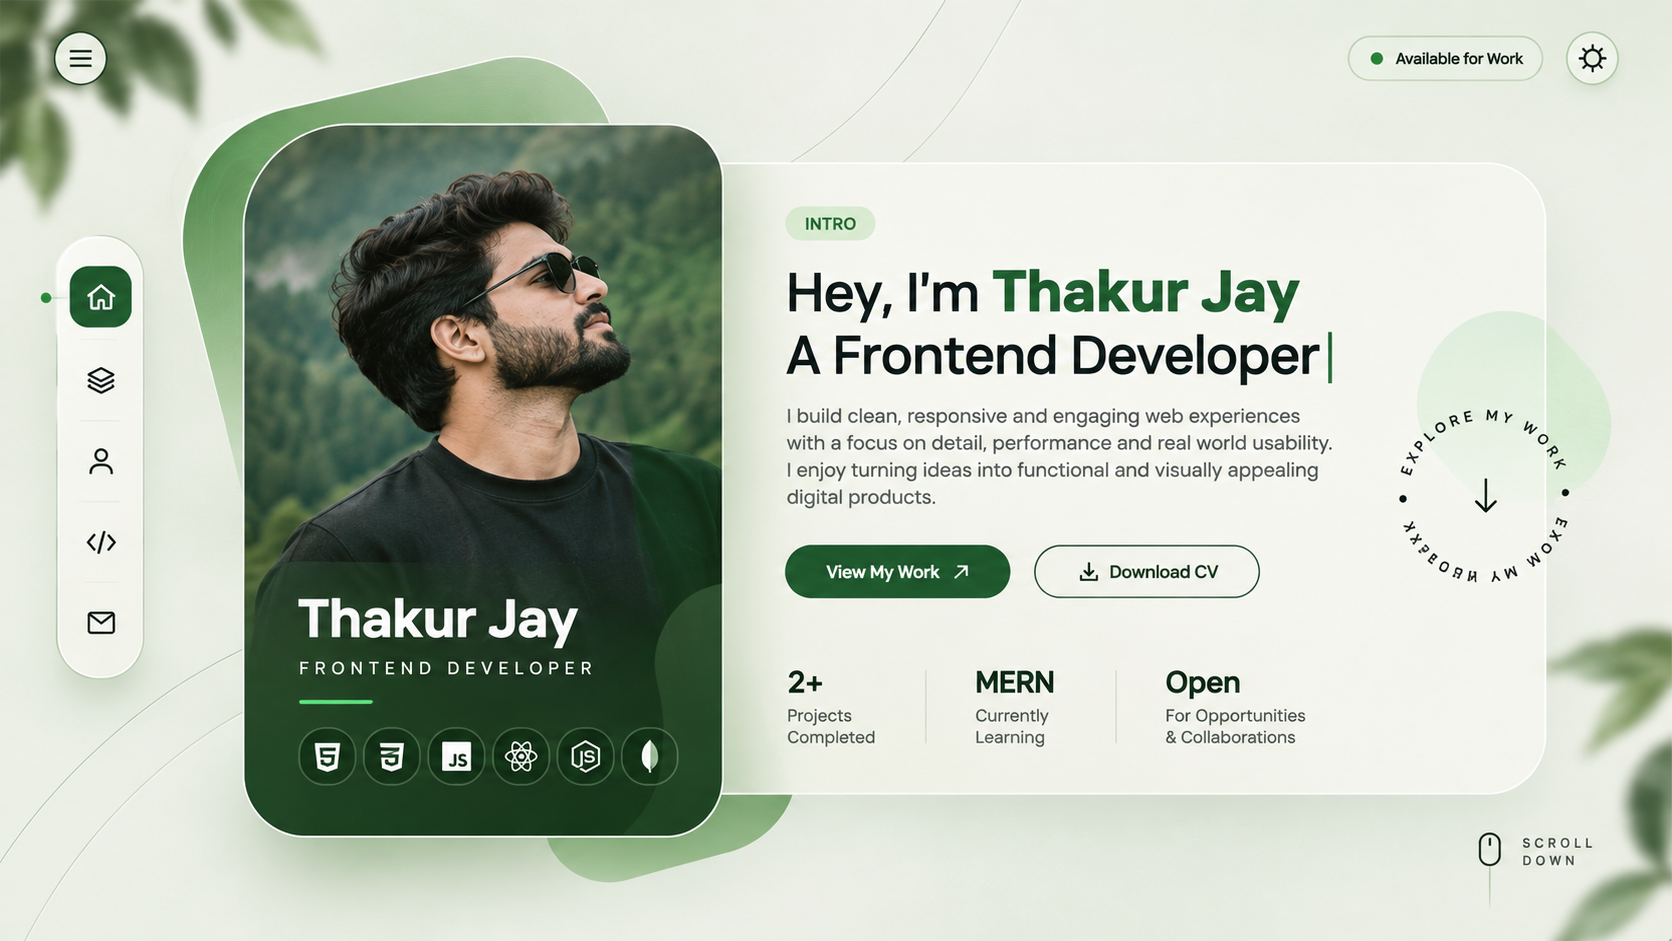 Available for Work
INTRO
Hey, I'm Thakur Jay
A Frontend Developer|
I build clean, responsive and engaging web experiences
with a focus on detail, performance and real world usability.
I enjoy turning ideas into functional and visually appealing
digital products.
View My Work
Download CV
EXPLORE MY WORK •
2+
Projects
Completed
MERN
Currently
Learning
Open
For Opportunities
& Collaborations
Thakur Jay
FRONTEND DEVELOPER
5
3
JS
JS
SCROLL
DOWN